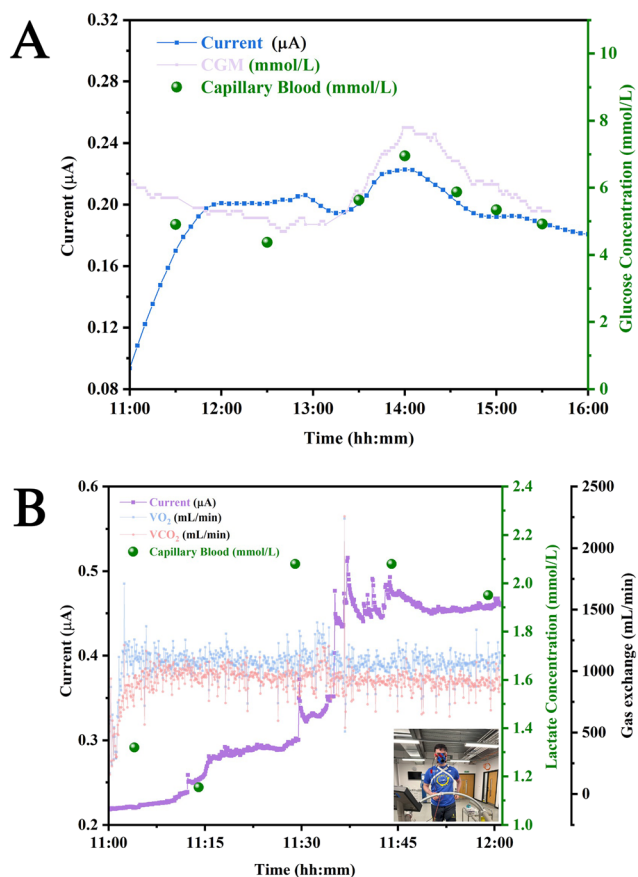 A
Current (µA)
CGM (mmol/L)
Capillary Blood (mmol/L)
0.32
0.28
0.24
0.20
0.16
0.12
0.08
Current (µA)
10
8
6
4
2
0
Glucose Concentration (mmol/L)
11:00 12:00 13:00 14:00 15:00 16:00
Time (hh:mm)
B
Current (µA)
VO₂ (mL/min)
VCO₂ (mL/min)
Capillary Blood (mmol/L)
0.6
0.5
0.4
0.3
0.2
Current (µA)
2.4
2.2
2.0
1.8
1.6
1.4
1.2
1.0
Lactate Concentration (mmol/L)
2500
2000
1500
1000
500
0
Gas exchange (mL/min)
11:00 11:15 11:30 11:45 12:00
Time (hh:mm)